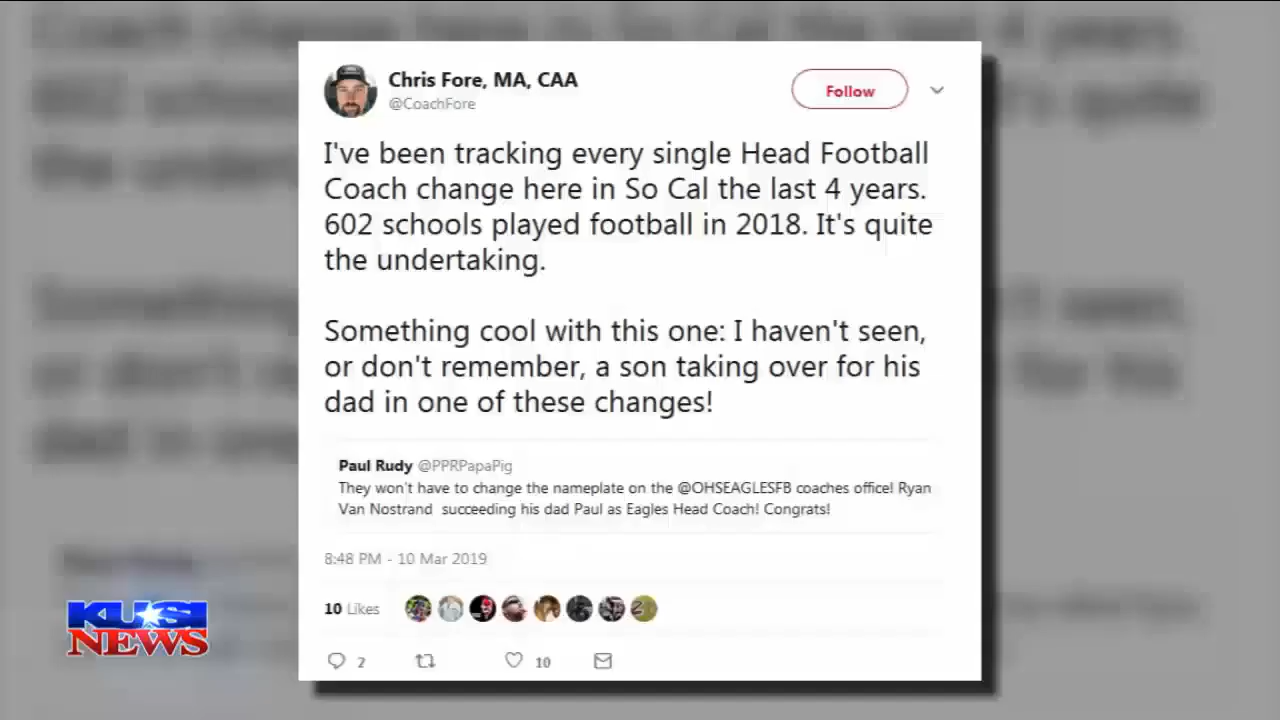 Chris Fore, MA, CAA
@CoachFore
Follow
I've been tracking every single Head Football
Coach change here in So Cal the last 4 years.
602 schools played football in 2018. It's quite
the undertaking.
Something cool with this one: I haven't seen,
or don't remember, a son taking over for his
dad in one of these changes!
Paul Rudy @PPRPapaPig
They won't have to change the nameplate on the @OHSEAGLESFB coaches office! Ryan
Van Nostrand succeeding his dad Paul as Eagles Head Coach! Congrats!
8:48 PM - 10 Mar 2019
10 Likes
2 10
KUSI
NEWS